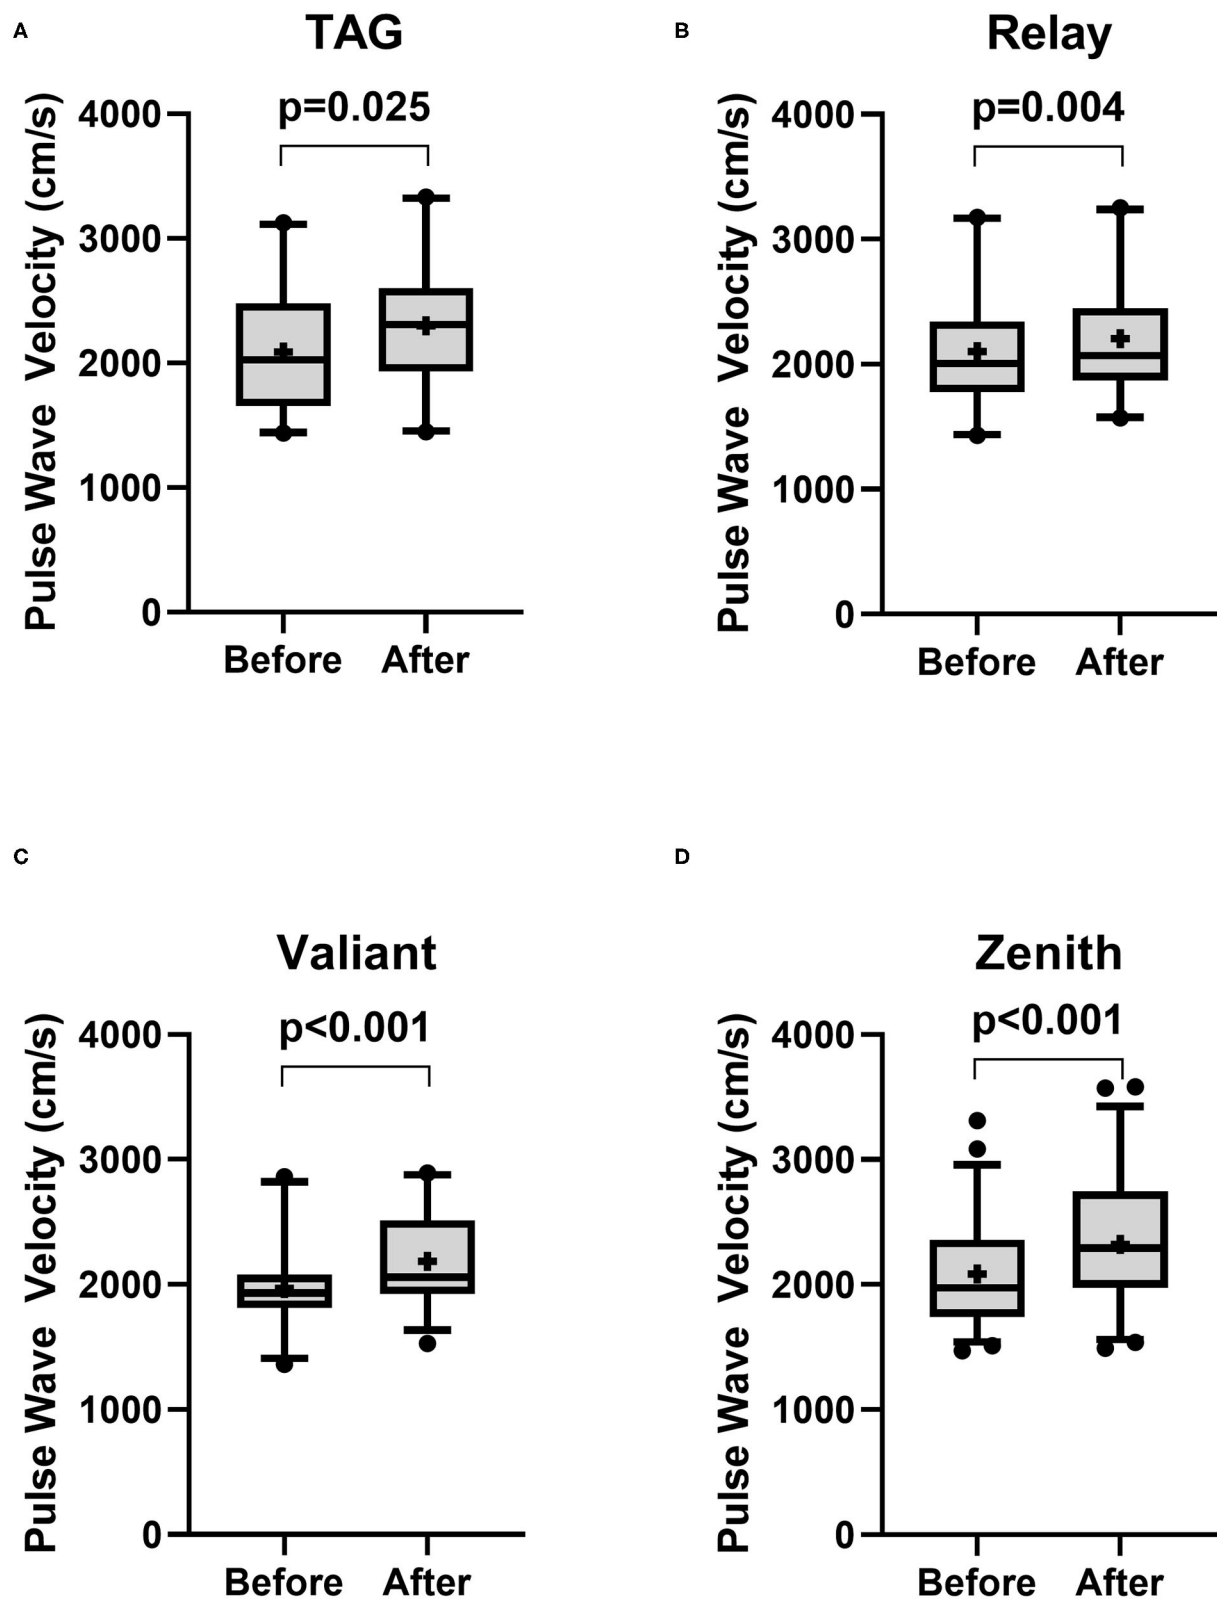 A
TAG
p=0.025
Pulse Wave Velocity (cm/s)
4000
3000
2000
1000
0
Before After
B
Relay
p=0.004
Pulse Wave Velocity (cm/s)
4000
3000
2000
1000
0
Before After
C
Valiant
p<0.001
Pulse Wave Velocity (cm/s)
4000
3000
2000
1000
0
Before After
D
Zenith
p<0.001
Pulse Wave Velocity (cm/s)
4000
3000
2000
1000
0
Before After